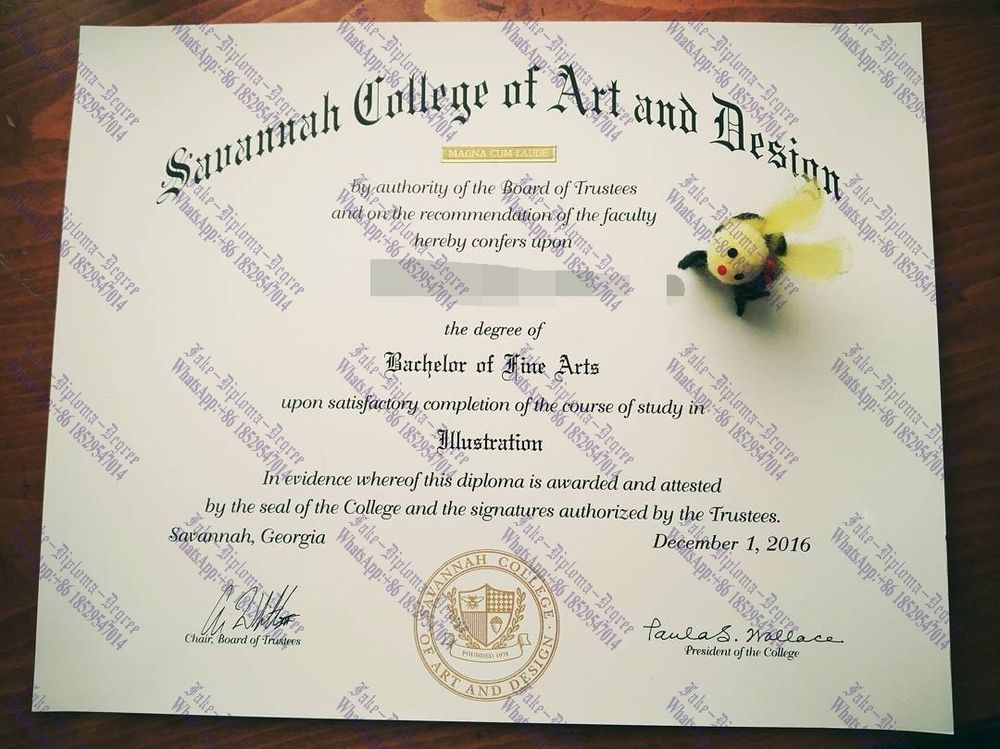 Savannah College of Art and Design
MAGNA CUM LAUDE
by authority of the Board of Trustees
and on the recommendation of the faculty
hereby confers upon
the degree of
Bachelor of Fine Arts
upon satisfactory completion of the course of study in
Illustration
In evidence whereof this diploma is awarded and attested
by the seal of the College and the signatures authorized by the Trustees.
Savannah, Georgia
December 1, 2016
SAVANNAH COLLEGE OF ART AND DESIGN
FOUNDED 1978
Chair, Board of Trustees
Paula S. Wallace
President of the College
Fake-Diploma-Degree
WhatsApp:+86 18529547014